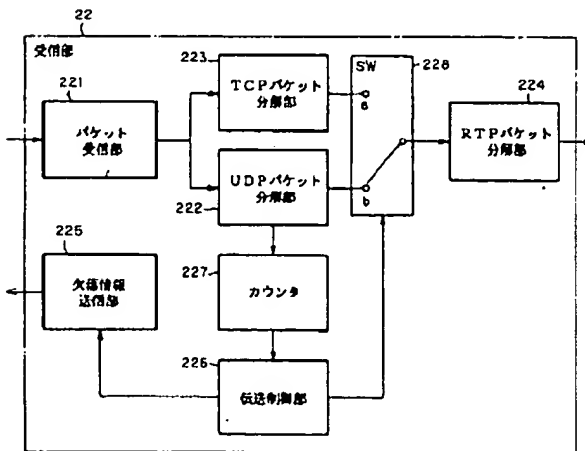 22
受信部
221
パケット
受信部
223
TCPパケット
分解部
SW
228
a
b
224
RTPパケット
分解部
UDPパケット
分解部
222
225
欠落情報
送信部
227
カウンタ
226
伝送制御部